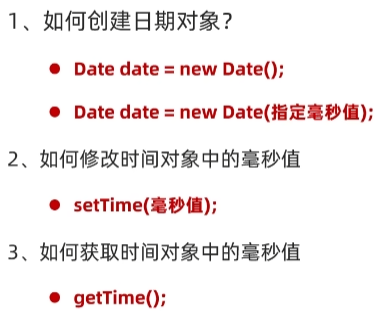 1、如何创建日期对象?
● Date date = new Date();
● Date date = new Date(指定毫秒值);
2、如何修改时间对象中的毫秒值
● setTime(毫秒值);
3、如何获取时间对象中的毫秒值
● getTime();